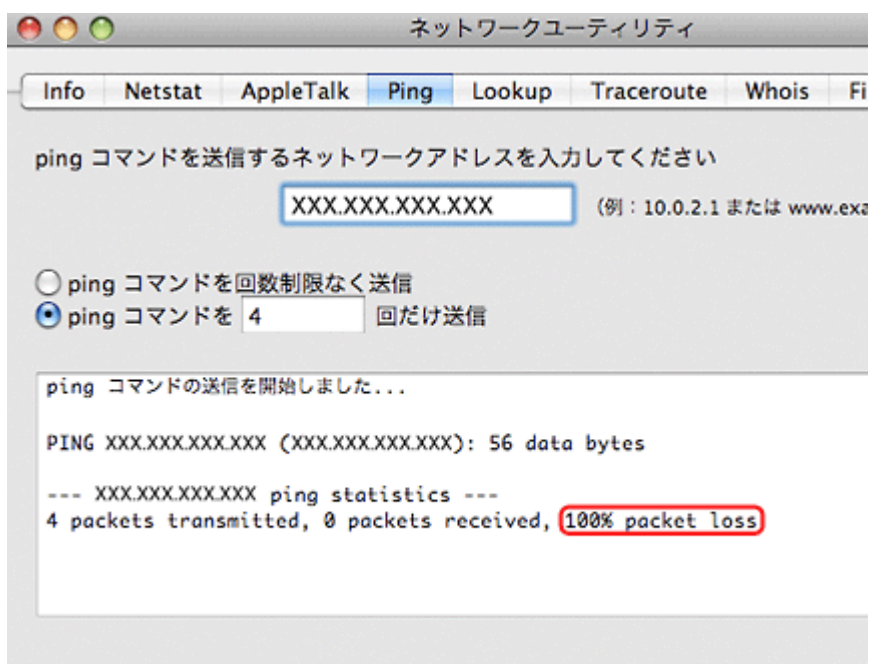 ネットワークユーティリティ
Info Netstat AppleTalk Ping Lookup Traceroute Whois Fi
ping コマンドを送信するネットワークアドレスを入力してください
XXX.XXX.XXX.XXX (例：10.0.2.1 または www.exa
ping コマンドを回数制限なく送信
ping コマンドを 4 回だけ送信
ping コマンドの送信を開始しました...
PING XXX.XXX.XXX.XXX (XXX.XXX.XXX.XXX): 56 data bytes
--- XXX.XXX.XXX.XXX ping statistics ---
4 packets transmitted, 0 packets received, 100% packet loss